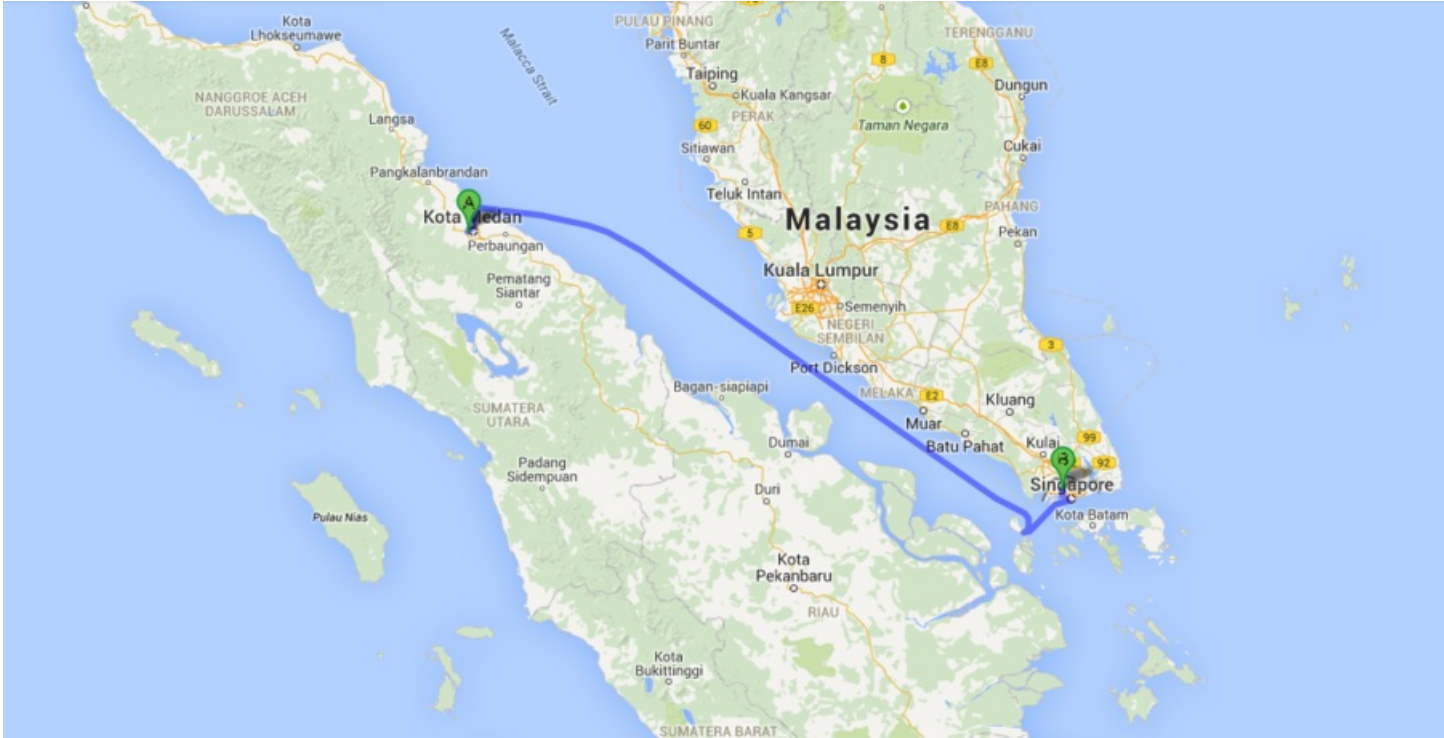 Kota
Lhokseumawe
Malacca Strait
PULAU PINANG
Parit Buntar
TERENGGANU
8
E8
Taiping
Kuala Kangsar
Dungun
NANGGROE ACEH
DARUSSALAM
PERAK
Taman Negara
Langsa
60
Sitiawan
Cukai
Pangkalanbrandan
Teluk Intan
A
Kota Medan
PAHANG
Malaysia
E8
5
Pekan
Perbaungan
Kuala Lumpur
Pematang
Siantar
E26
Semenyih
NEGERI
SEMBILAN
3
Port Dickson
Bagan-siapiapi
MELAKA
E2
Kluang
SUMATERA
UTARA
Muar
Batu Pahat
99
Dumai
Kulai
Padang
Sidempuan
B
92
Singapore
Duri
Pulau Nias
Kota Batam
Kota
Pekanbaru
RIAU
Kota
Bukittinggi
SUMATERA BARAT